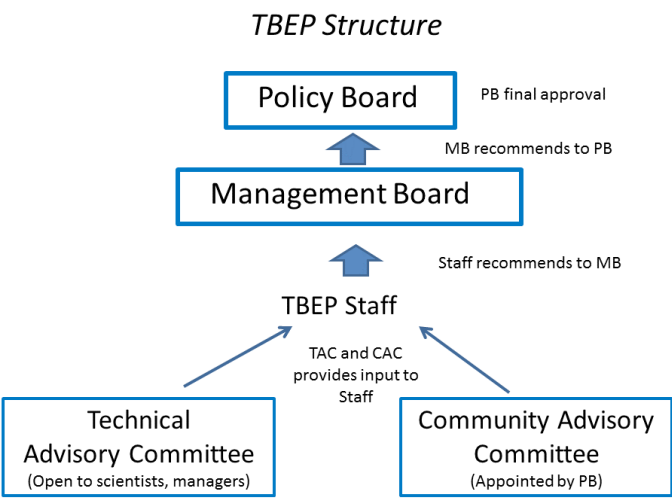 TBEP Structure
Policy Board
PB final approval
MB recommends to PB
Management Board
Staff recommends to MB
TBEP Staff
TAC and CAC
provides input to
Staff
Technical
Advisory Committee
(Open to scientists, managers)
Community Advisory
Committee
(Appointed by PB)